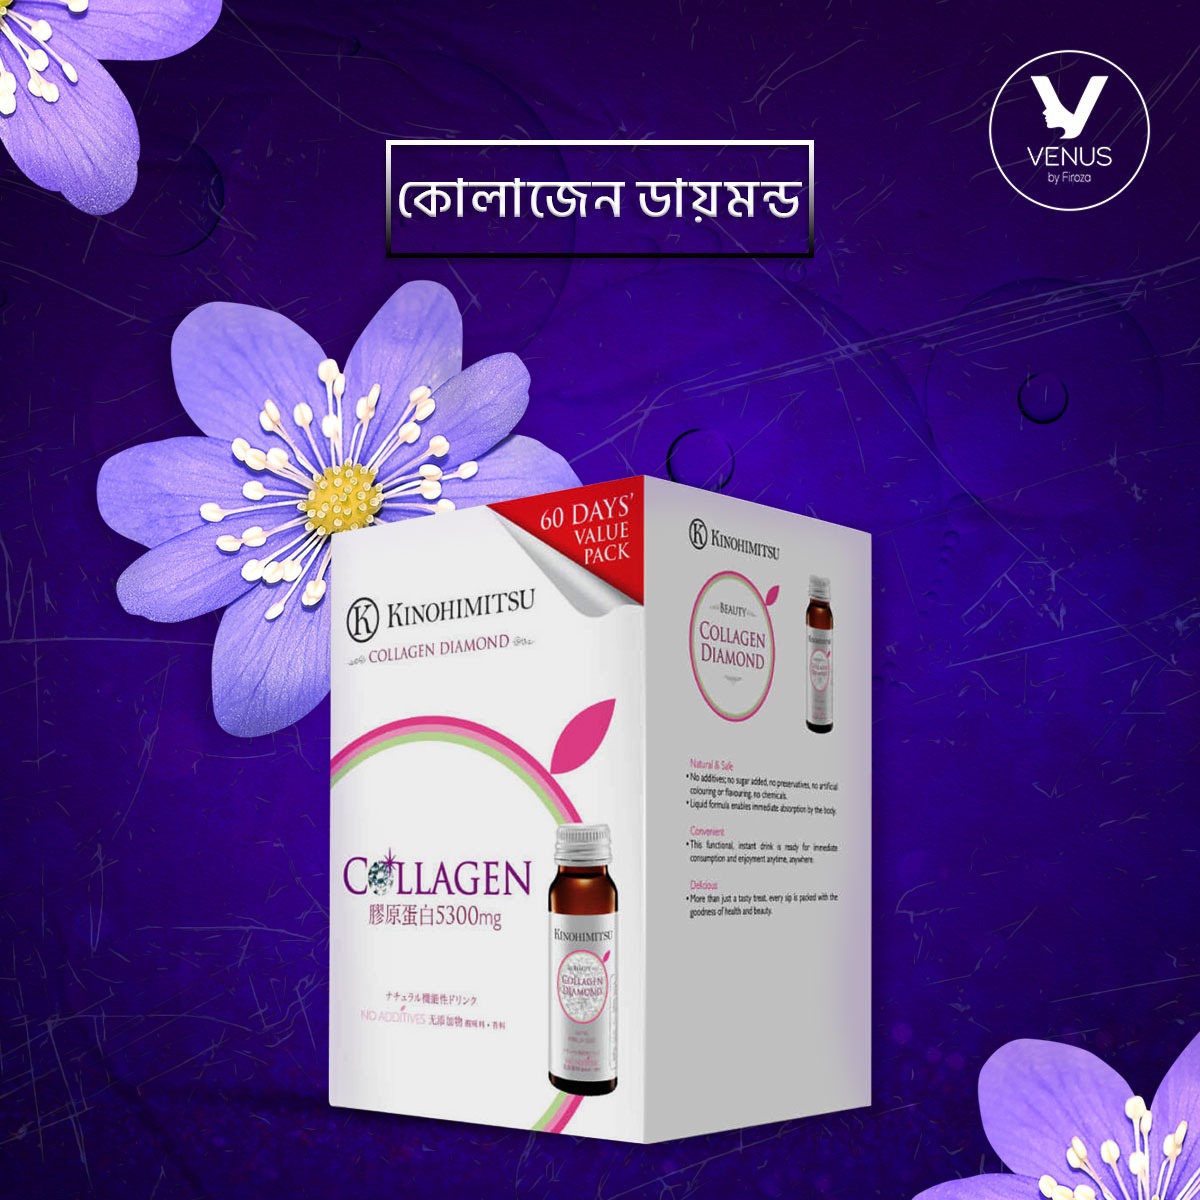 VENUS
by Firoza
কোলাজেন ডায়মন্ড
60 DAYS'
VALUE
PACK
KINOHIMITSU
COLLAGEN DIAMOND
COLLAGEN
膠原蛋白5300mg
ナチュラル機能性ドリンク
NO ADDITIVES 无添加物
KINOHIMITSU
BEAUTY
COLLAGEN
DIAMOND
KINOHIMITSU
BEAUTY
COLLAGEN
DIAMOND
KINOHIMITSU
COLLAGEN
DIAMOND
Natural & Safe
• No additives; no sugar added, no preservatives, no artificial
colouring or flavouring, no chemicals.
• Liquid formula enables immediate absorption by the body.
Convenient
• This functional, instant drink is ready for immediate
consumption and enjoyment anytime, anywhere.
Delicious
• More than just a tasty treat, every sip is packed with the
goodness of health and beauty.